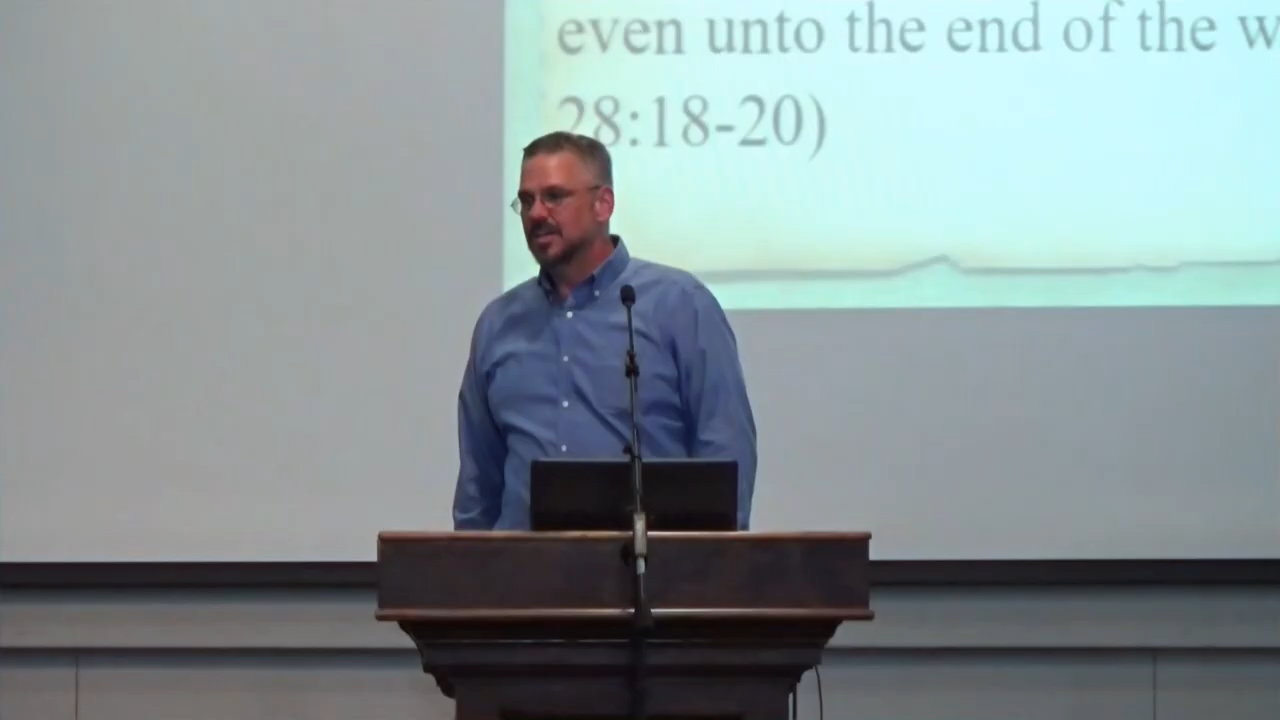 even unto the end of the w
28:18-20)